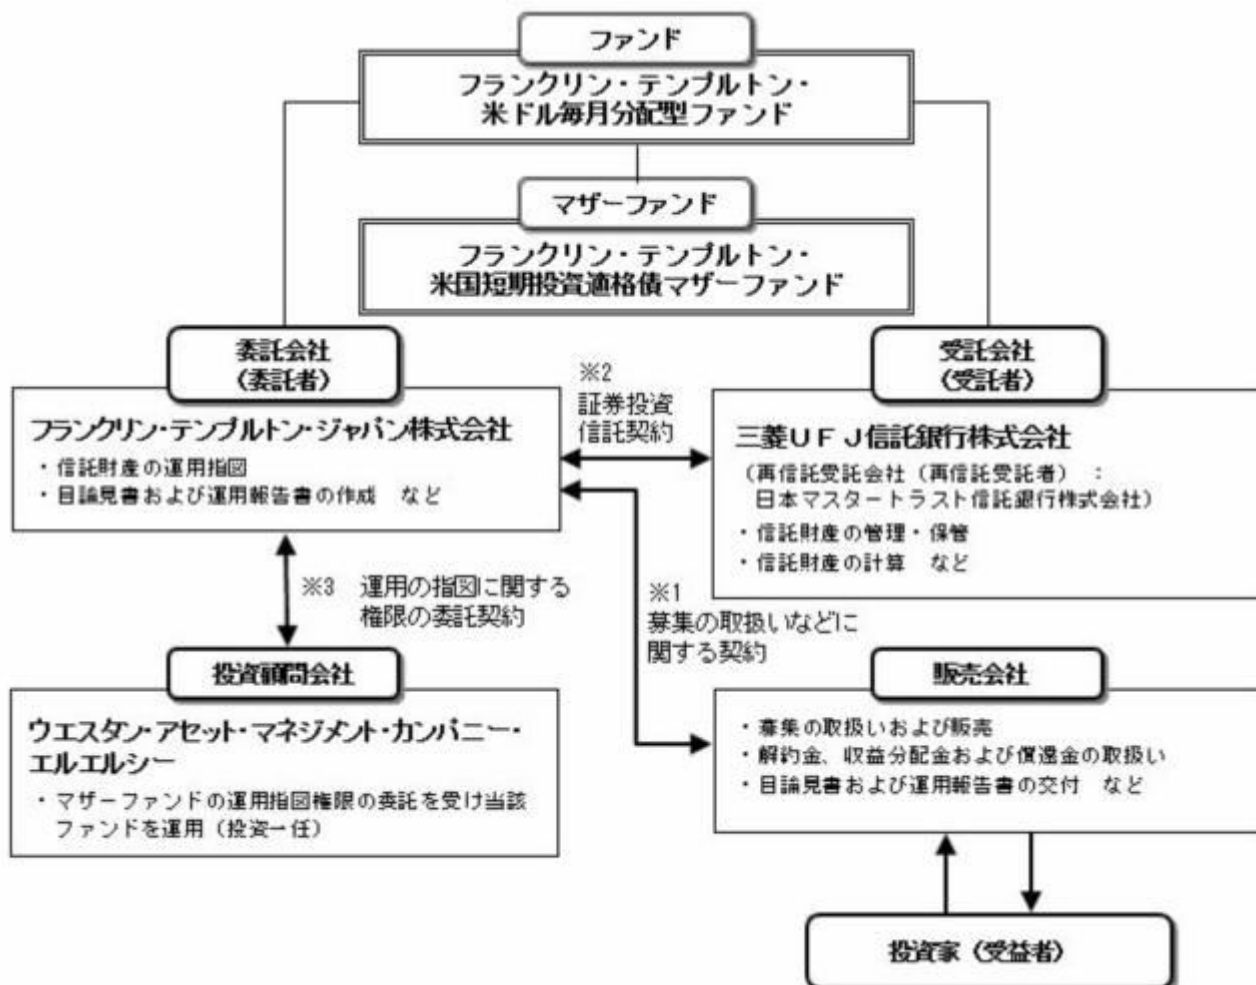 ファンド
フランクリン・テンプルトン・
米ドル毎月分配型ファンド
マザーファンド
フランクリン・テンプルトン・
米国短期投資適格債マザーファンド
委託会社
（委託者）
フランクリン・テンプルトン・ジャパン株式会社
・信託財産の運用指図
・目論見書および運用報告書の作成　など
※2
証券投資
信託契約
受託会社
（受託者）
三菱ＵＦＪ信託銀行株式会社
（再信託受託会社（再信託受託者）：
日本マスタートラスト信託銀行株式会社）
・信託財産の管理・保管
・信託財産の計算　など
※3　運用の指図に関する
権限の委託契約
※1
募集の取扱いなどに
関する契約
投資顧問会社
ウエスタン・アセット・マネジメント・カンパニー・
エルエルシー
・マザーファンドの運用指図権限の委託を受け当該
ファンドを運用（投資一任）
販売会社
・募集の取扱いおよび販売
・解約金、収益分配金および償還金の取扱い
・目論見書および運用報告書の交付　など
投資家（受益者）